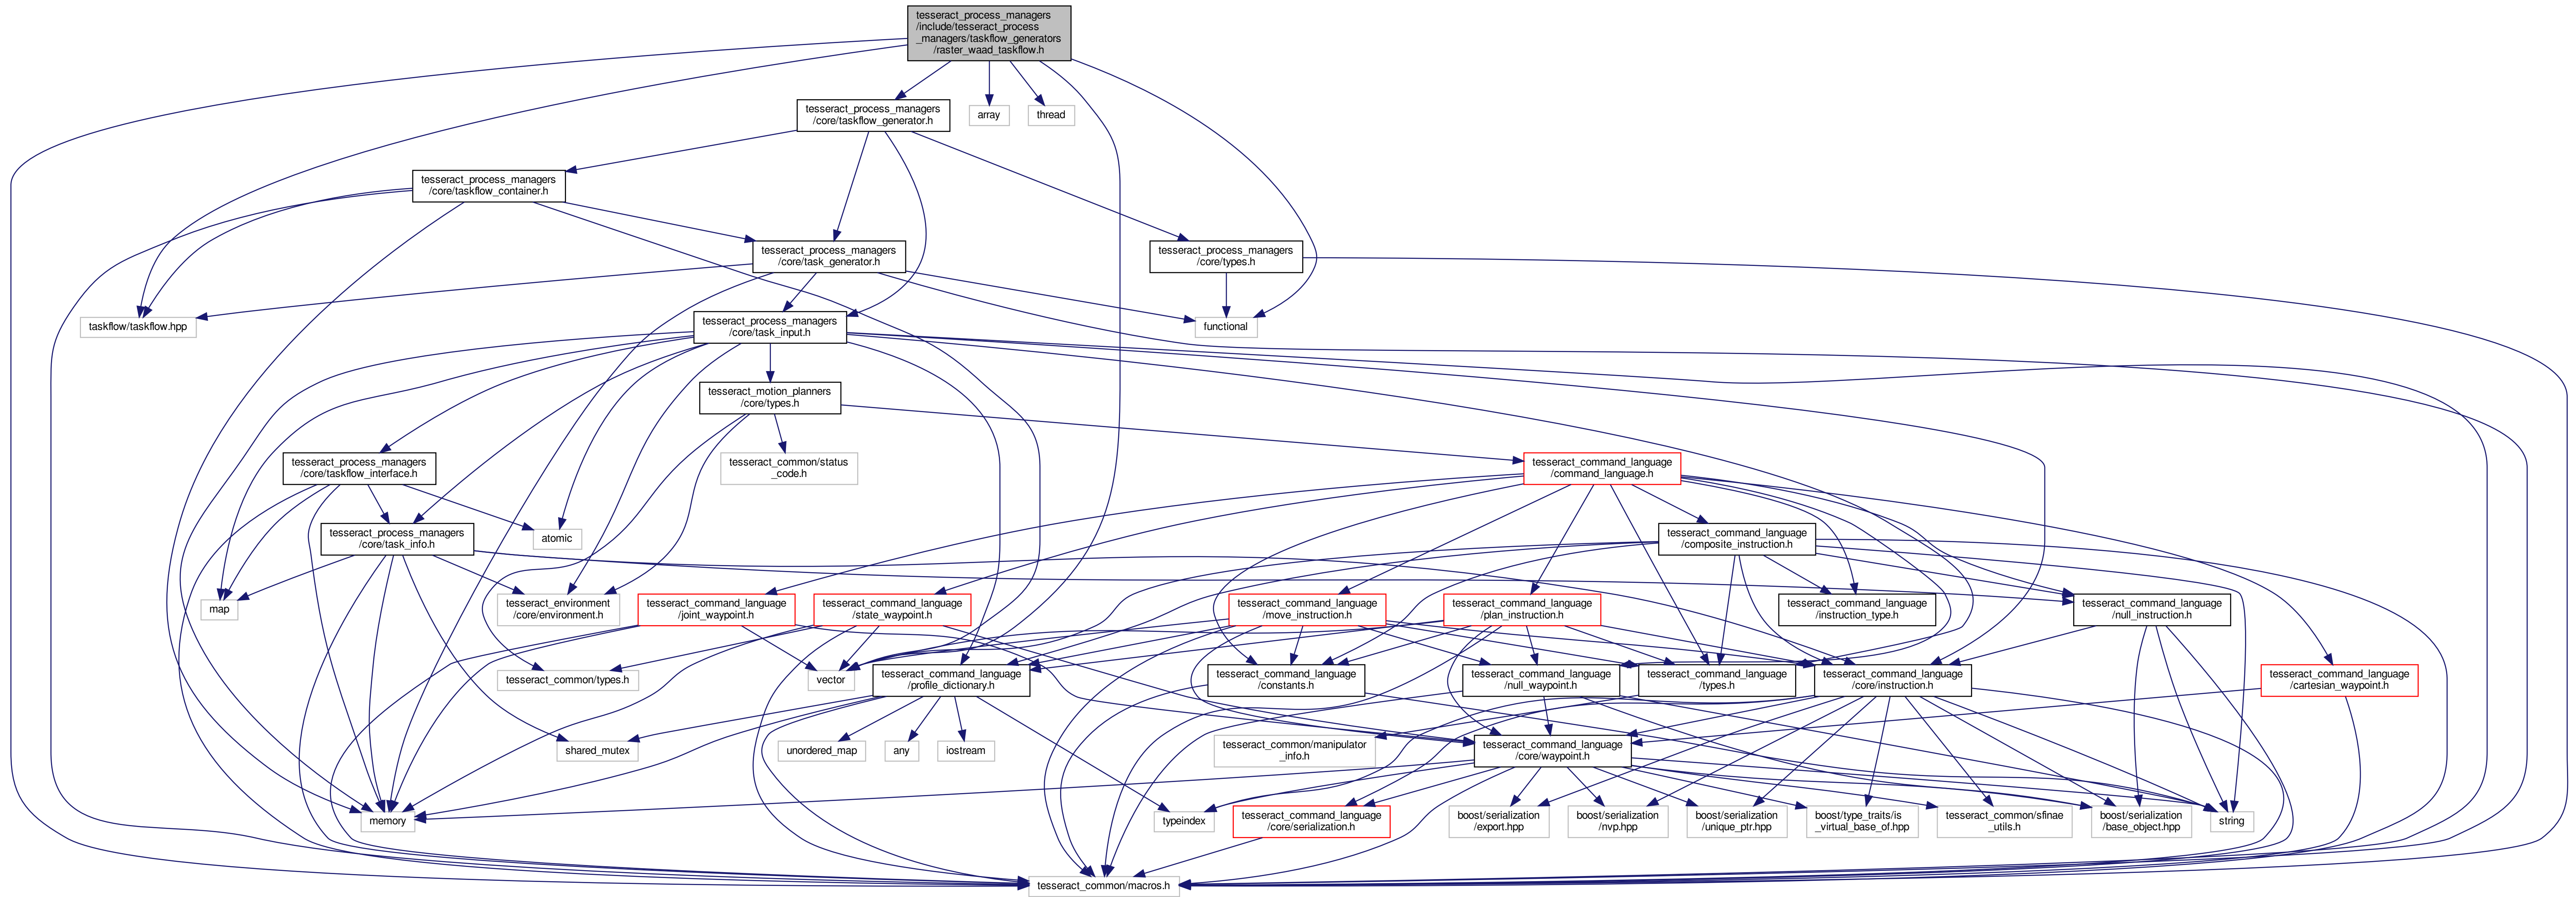 tesseract_process_managers
/include/tesseract_process
_managers/taskflow_generators
/raster_waad_taskflow.h
tesseract_process_managers
/core/taskflow_generator.h
array
thread
tesseract_process_managers
/core/taskflow_container.h
tesseract_process_managers
/core/task_generator.h
tesseract_process_managers
/core/types.h
taskflow/taskflow.hpp
tesseract_process_managers
/core/task_input.h
functional
tesseract_motion_planners
/core/types.h
tesseract_process_managers
/core/taskflow_interface.h
tesseract_common/status
_code.h
tesseract_command_language
/command_language.h
tesseract_process_managers
/core/task_info.h
atomic
tesseract_command_language
/composite_instruction.h
map
tesseract_environment
/core/environment.h
tesseract_command_language
/joint_waypoint.h
tesseract_command_language
/state_waypoint.h
tesseract_command_language
/move_instruction.h
tesseract_command_language
/plan_instruction.h
tesseract_command_language
/instruction_type.h
tesseract_command_language
/null_instruction.h
tesseract_common/types.h
vector
tesseract_command_language
/profile_dictionary.h
tesseract_command_language
/constants.h
tesseract_command_language
/null_waypoint.h
tesseract_command_language
/types.h
tesseract_command_language
/core/instruction.h
tesseract_command_language
/cartesian_waypoint.h
shared_mutex
unordered_map
any
iostream
tesseract_common/manipulator
_info.h
tesseract_command_language
/core/waypoint.h
memory
typeindex
tesseract_command_language
/core/serialization.h
boost/serialization
/export.hpp
boost/serialization
/nvp.hpp
boost/serialization
/unique_ptr.hpp
boost/type_traits/is
_virtual_base_of.hpp
tesseract_common/sfinae
_utils.h
boost/serialization
/base_object.hpp
string
tesseract_common/macros.h